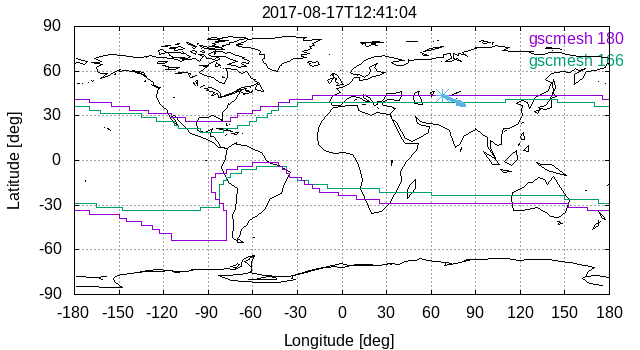 2017-08-17T12:41:04
gscmesh 180
gscmesh 166
90
60
30
0
-30
-60
-90
Latitude [deg]
-180 -150 -120 -90 -60 -30 0 30 60 90 120 150 180
Longitude [deg]